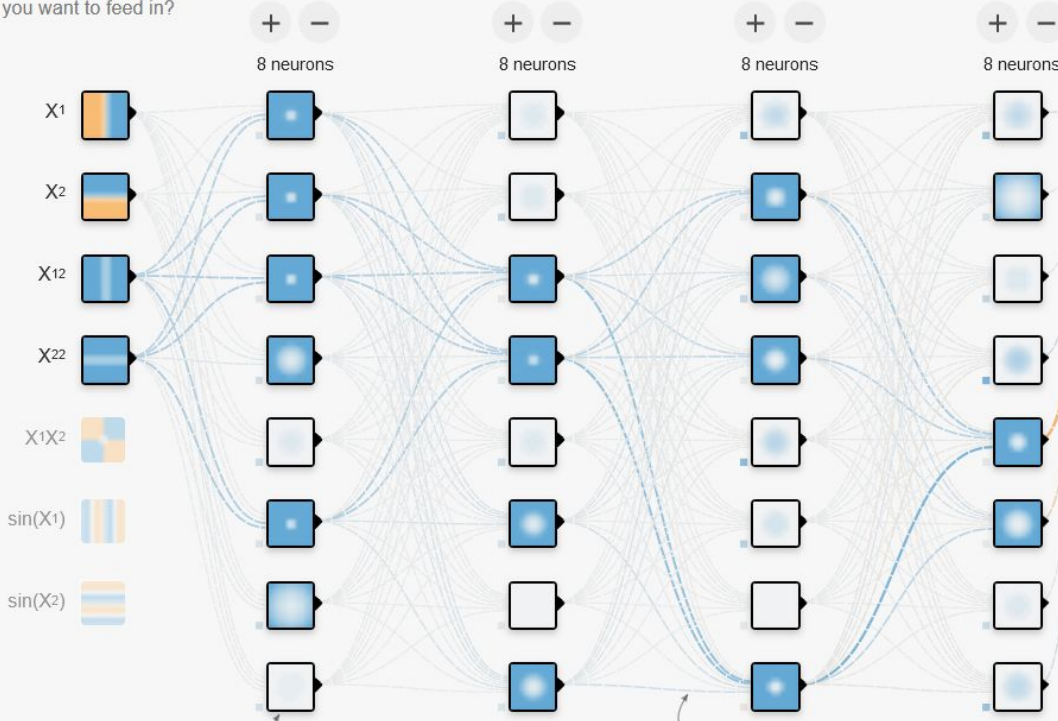 you want to feed in?
+ − + − + − + −
8 neurons 8 neurons 8 neurons 8 neurons
X1
X2
X12
X22
X1X2
sin(X1)
sin(X2)